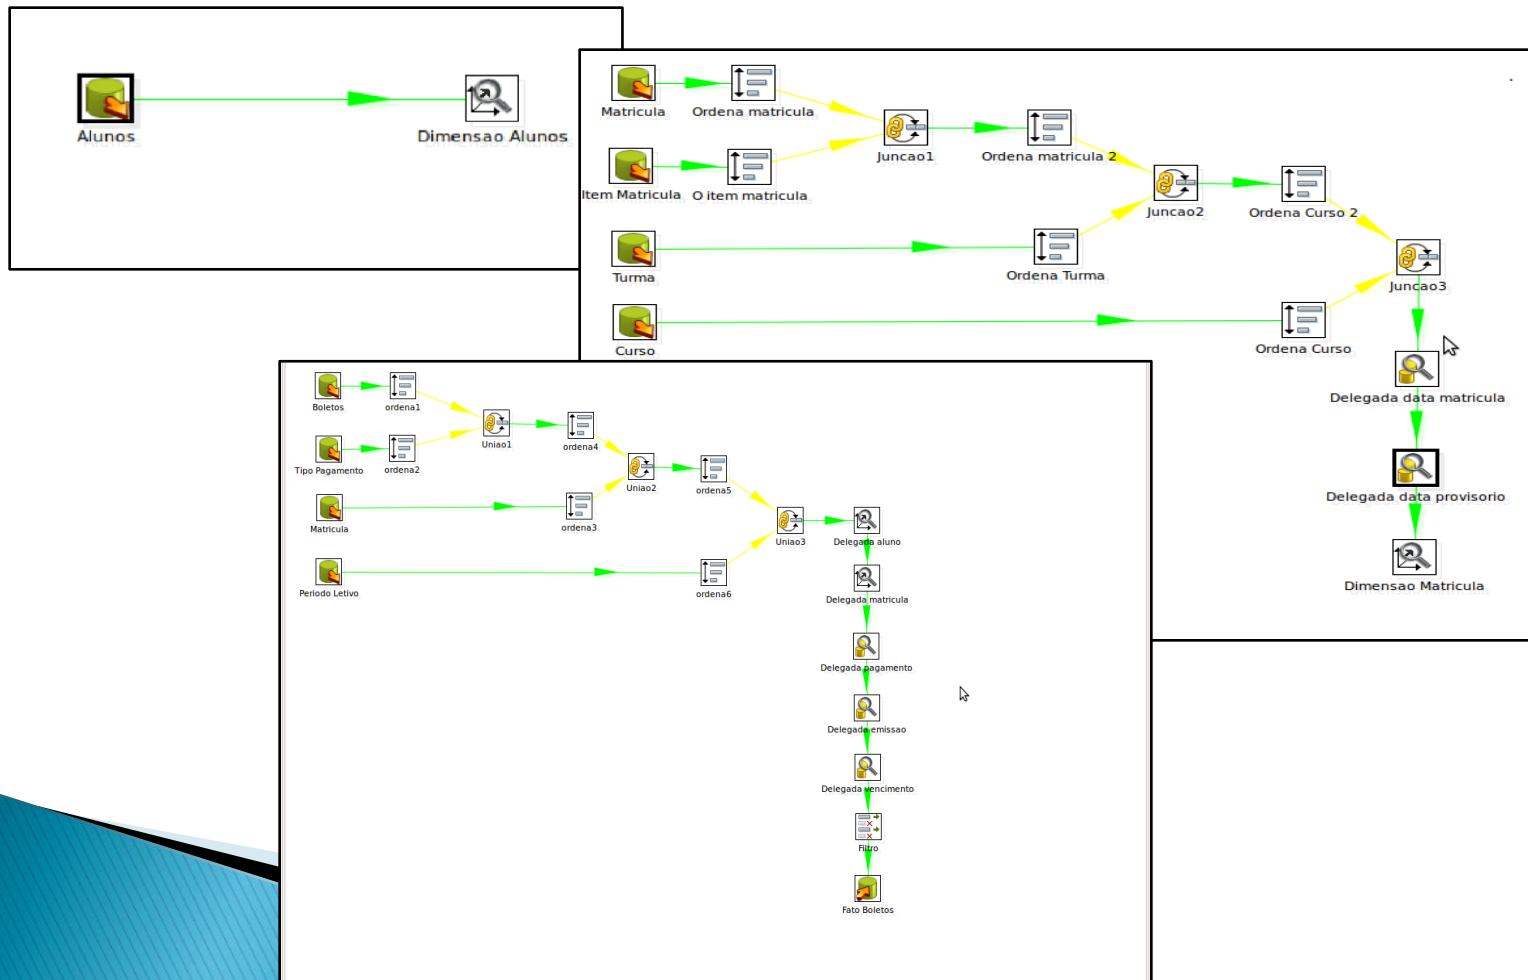 Alunos
Dimensao Alunos
Matricula
Ordena matricula
Juncao1
Ordena matricula 2
Item Matricula
O item matricula
Juncao2
Ordena Curso 2
Turma
Ordena Turma
Juncao3
Curso
Ordena Curso
Delegada data matricula
Delegada data provisorio
Dimensao Matricula
Boletos
ordena1
Uniao1
ordena4
Tipo Pagamento
ordena2
Uniao2
ordena5
Matricula
ordena3
Uniao3
Delegada aluno
Periodo Letivo
ordena6
Delegada matricula
Delegada pagamento
Delegada emissao
Delegada vencimento
Filtro
Fato Boletos